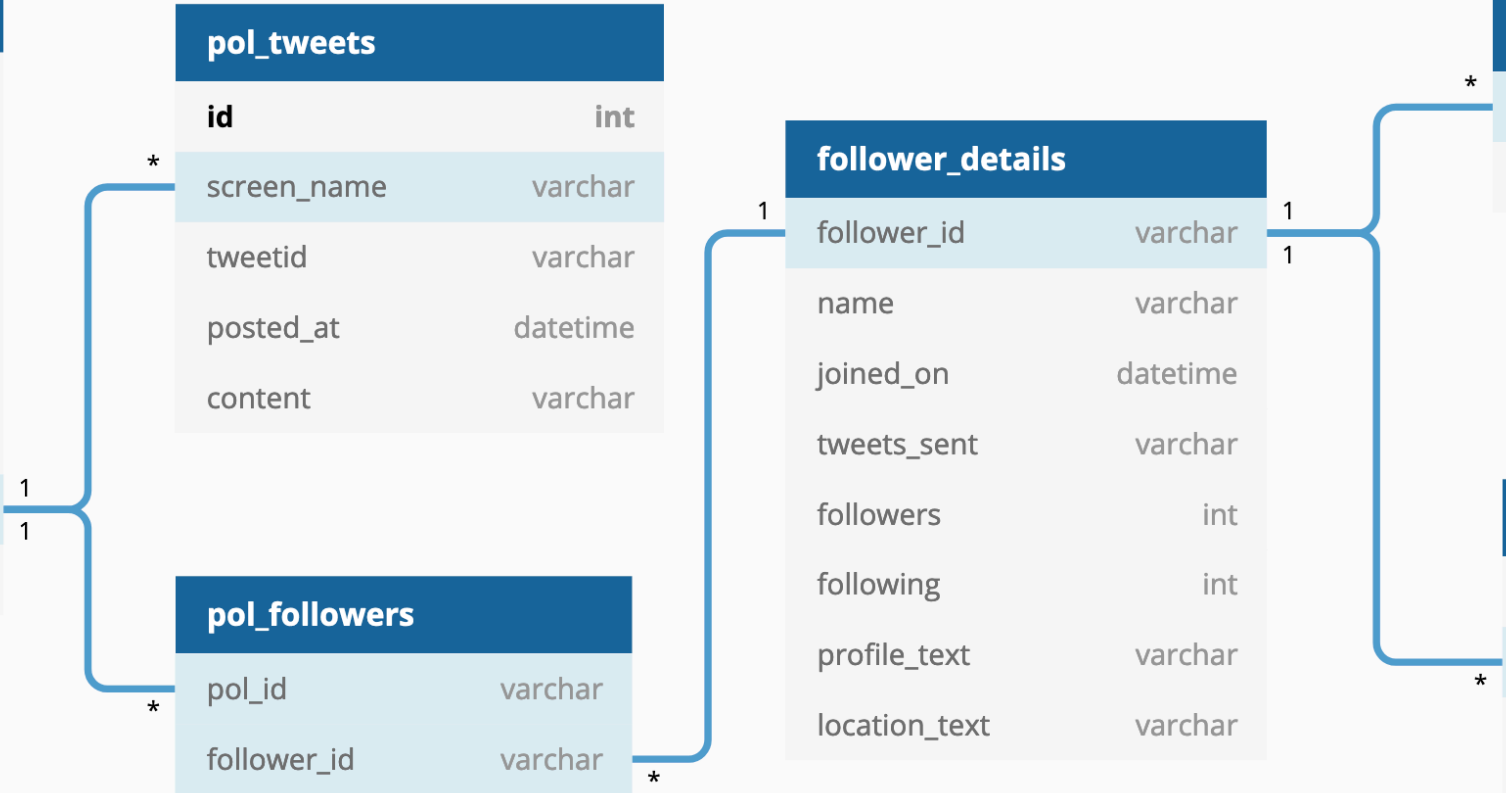 pol_tweets
id int
* screen_name varchar
tweetid varchar
posted_at datetime
content varchar
1
1
pol_followers
pol_id varchar
*
follower_id varchar
*
follower_details
1 follower_id varchar 1
1
name varchar
joined_on datetime
tweets_sent varchar
followers int
following int
profile_text varchar
location_text varchar
*
*